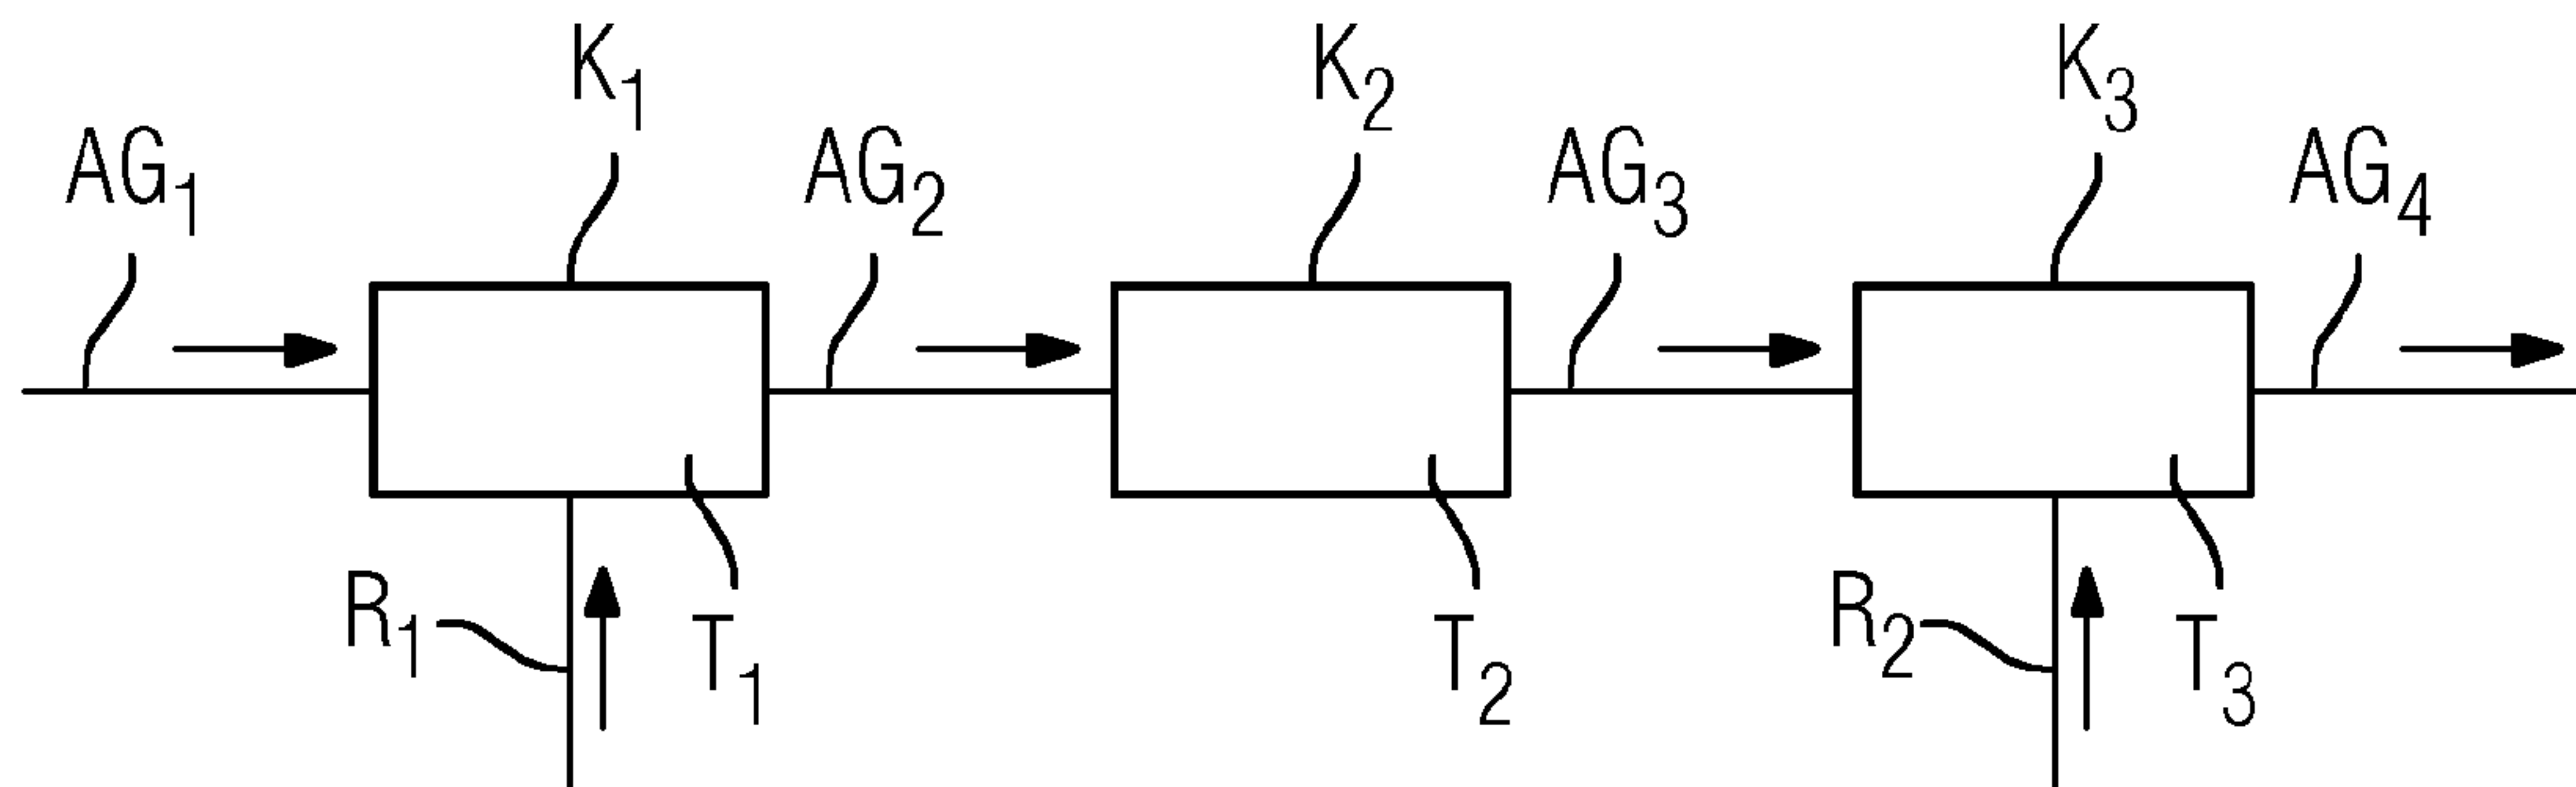 K₁ K₂ K₃
AG₁ AG₂ AG₃ AG₄
R₁ T₁ T₂ R₂ T₃